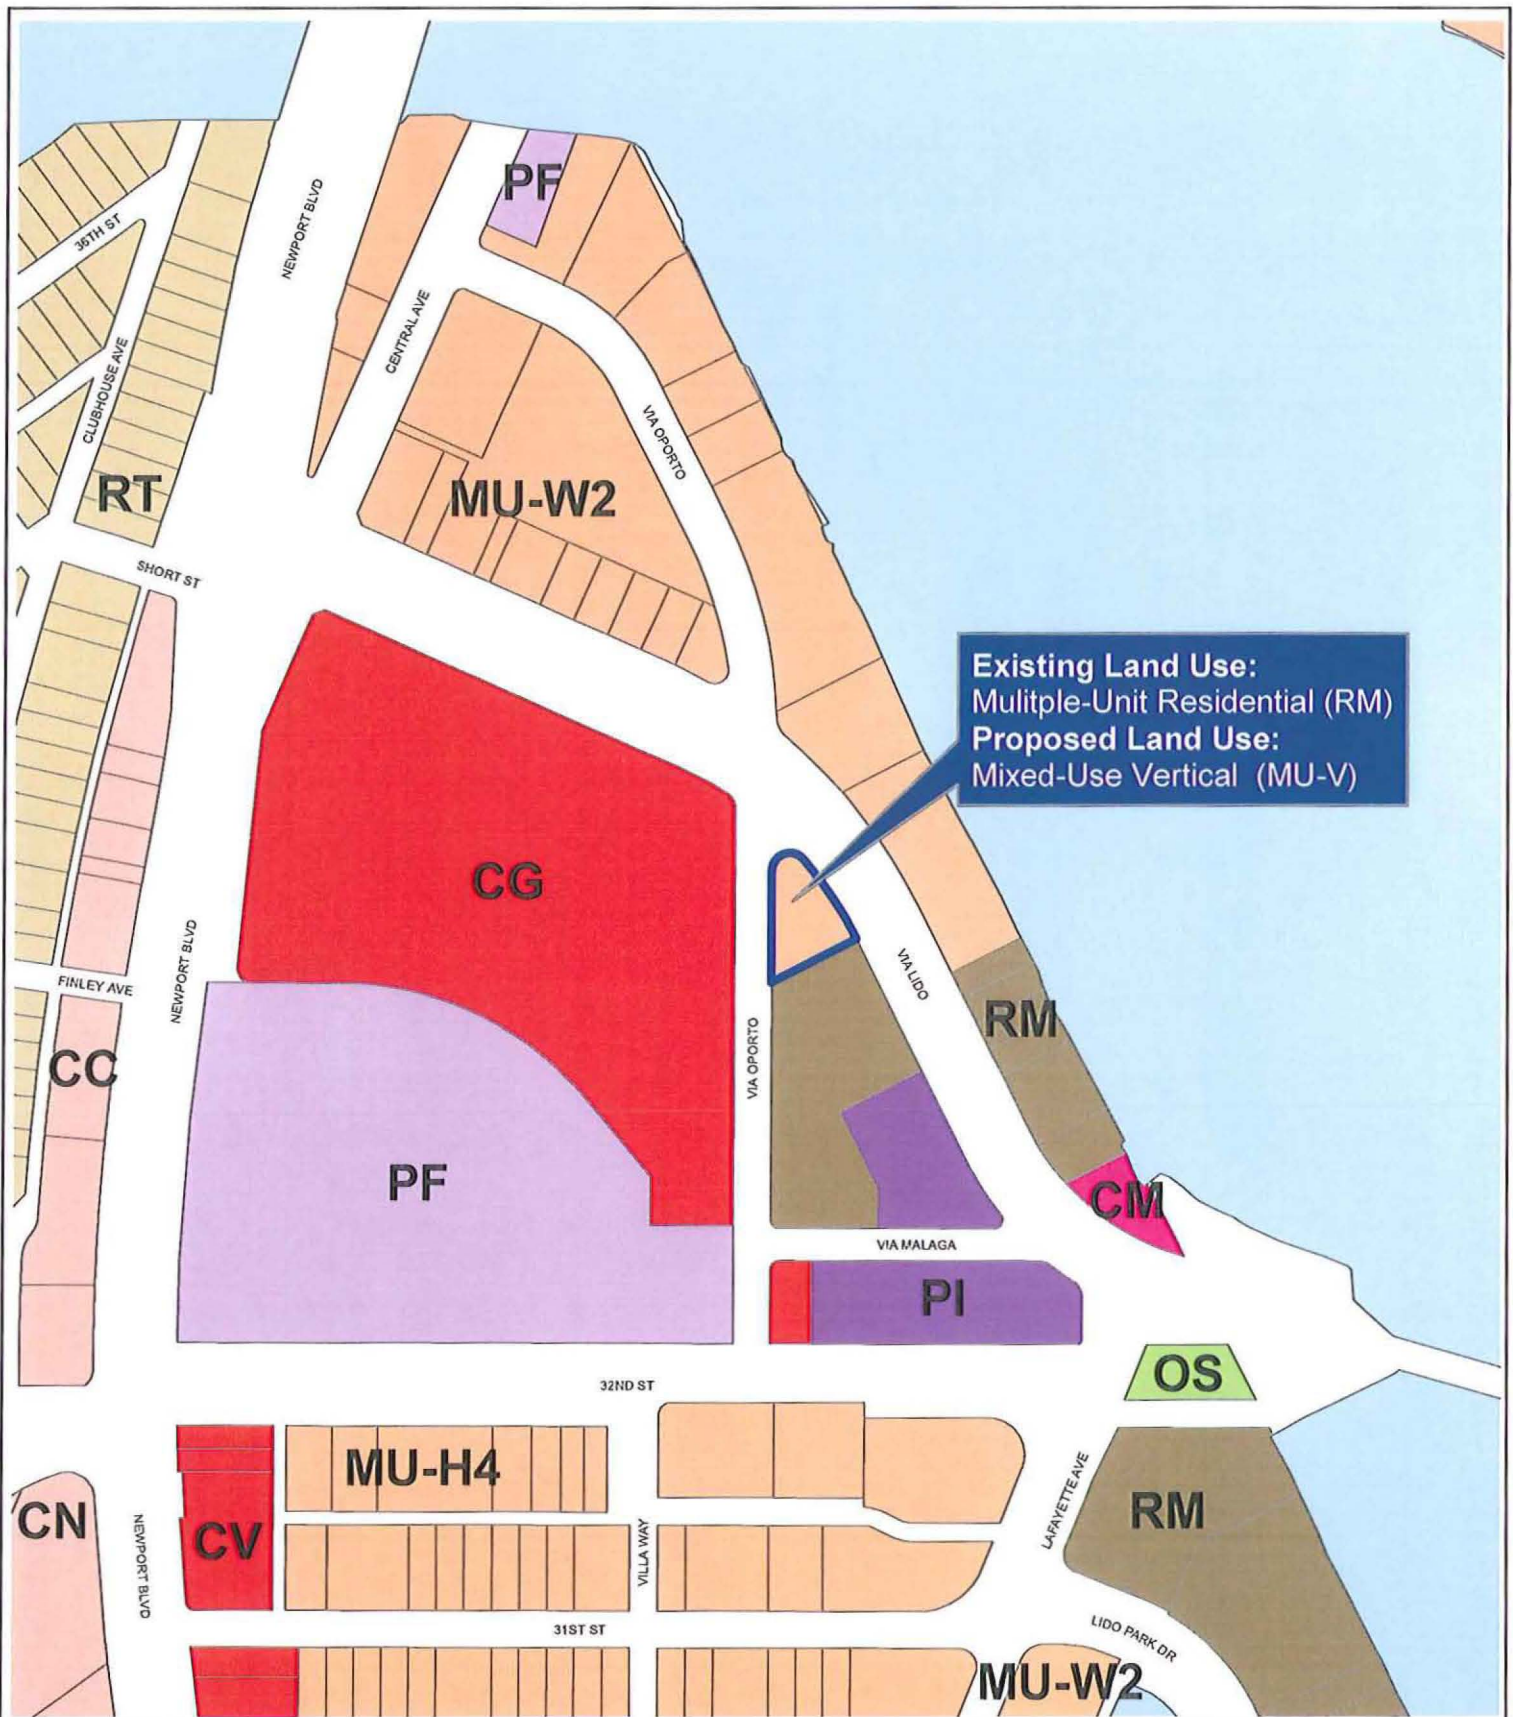 PF
36TH ST
NEWPORT BLVD
CENTRAL AVE
CLUBHOUSE AVE
VIA OPORTO
RT
MU-W2
SHORT ST
Existing Land Use:
Mulitple-Unit Residential (RM)
Proposed Land Use:
Mixed-Use Vertical (MU-V)
CG
NEWPORT BLVD
VIA LIDO
FINLEY AVE
RM
CC
VIA OPORTO
PF
CM
VIA MALAGA
PI
OS
32ND ST
MU-H4
LAFAYETTE AVE
RM
CN
CV
NEWPORT BLVD
VILLA WAY
31ST ST
LIDO PARK DR
MU-W2